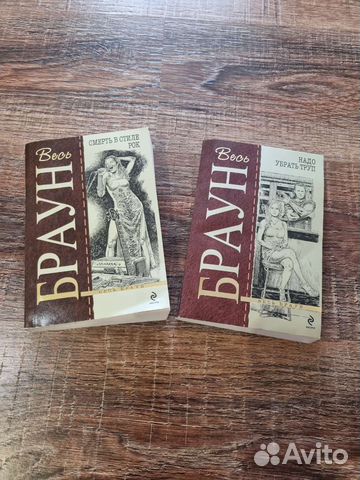 Весь
БРАУН
СМЕРТЬ В СТИЛЕ
РОК
Весь
БРАУН
НАДО
УБРАТЬ ТРУП
Avito